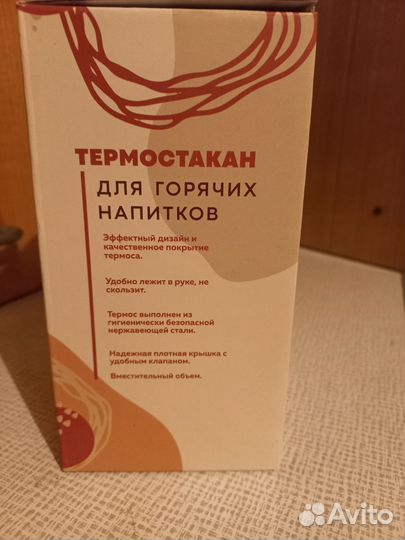 ТЕРМОСТАКАН
ДЛЯ ГОРЯЧИХ
НАПИТКОВ
Эффектный дизайн и
качественное покрытие
термоса.
Удобно лежит в руке, не
скользит.
Термос выполнен из
гигиенически безопасной
нержавеющей стали.
Надежная плотная крышка с
удобным клапаном.
Вместительный объем.
Avito